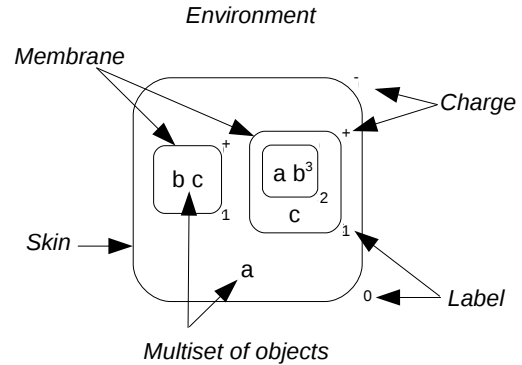 Environment
Membrane
-
Charge
+
+
b c
a b³
2
c
1
1
Skin
a
0
Label
Multiset of objects